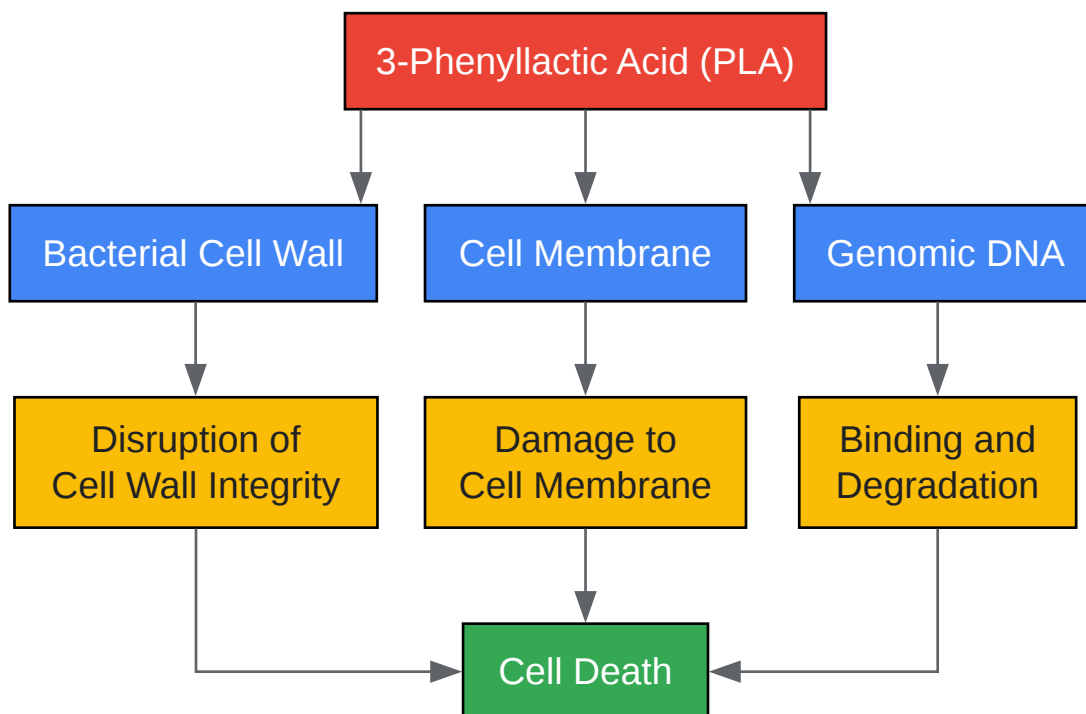 3-Phenyllactic Acid (PLA)
Bacterial Cell Wall
Cell Membrane
Genomic DNA
Disruption of
Cell Wall Integrity
Damage to
Cell Membrane
Binding and
Degradation
Cell Death